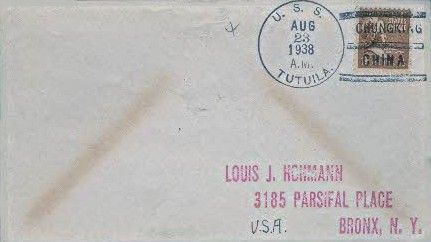 U. S. S.
AUG
23
1938
A.M.
TUTUILA.
CHUNGKING
CHINA
LOUIS J. HOHMANN
3185 PARSIFAL PLACE
U.S.A. BRONX, N. Y.